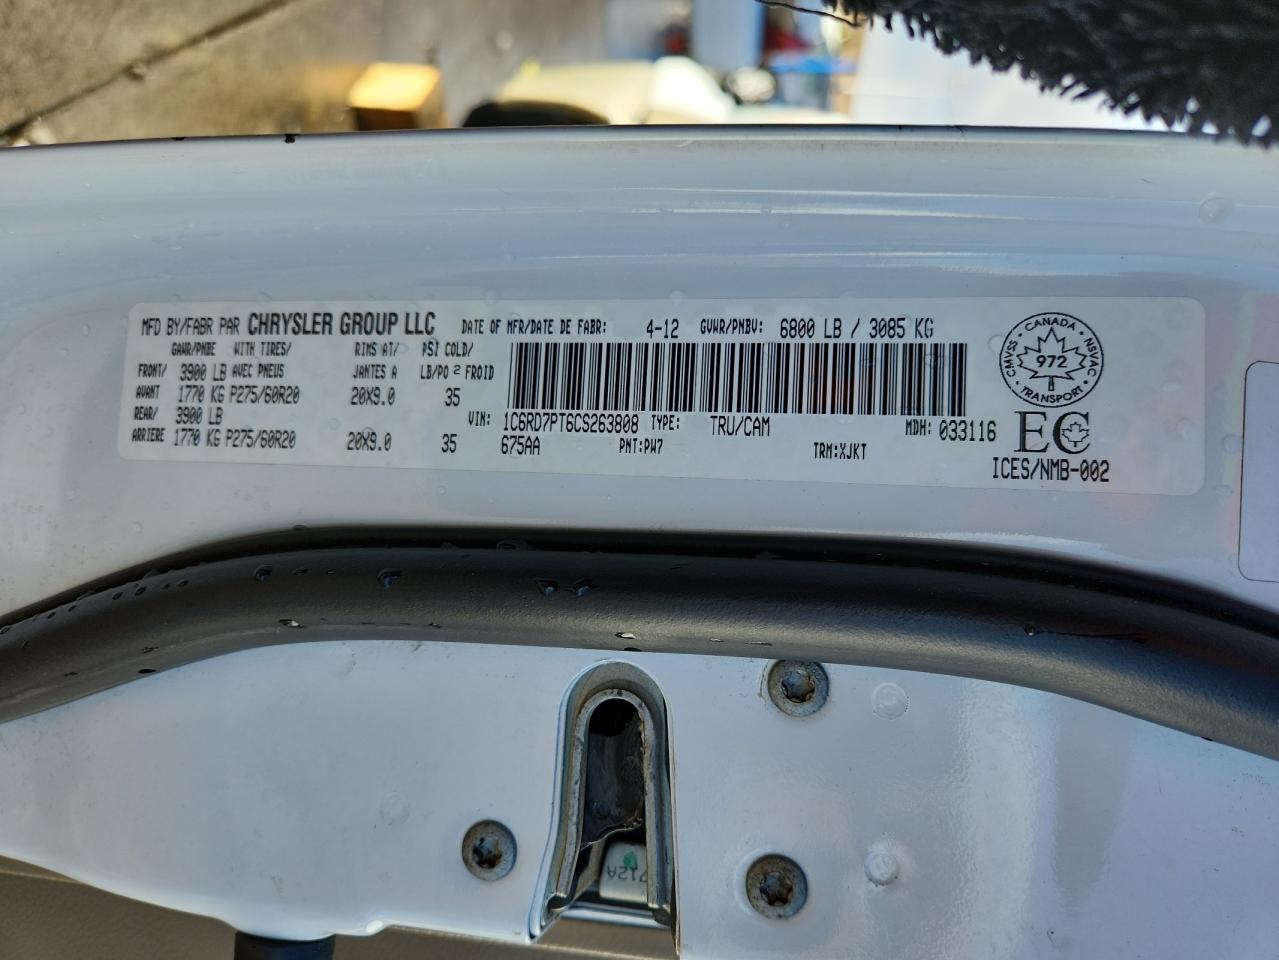 MFD BY/FABR PAR CHRYSLER GROUP LLC DATE OF MFR/DATE DE FABR: 4-12 GVWR/PNBV: 6800 LB / 3085 KG
GAWR/PNBE WITH TIRES/ RIMS AT/ PSI COLD/
FRONT/ 3900 LB AVEC PNEUS JANTES A LB/PO 2 FROID
AVANT 1770 KG P275/60R20 20X9.0 35
REAR/ 3900 LB
VIN: 1C6RD7PT6CS263808 TYPE: TRU/CAM MDH: 033116
ARRIERE 1770 KG P275/60R20 20X9.0 35 675AA PNT:PW7 TRM:XJKT
CMVSS • CANADA • NSVAC • TRANSPORT •
972
EC
ICES/NMB-002
712A